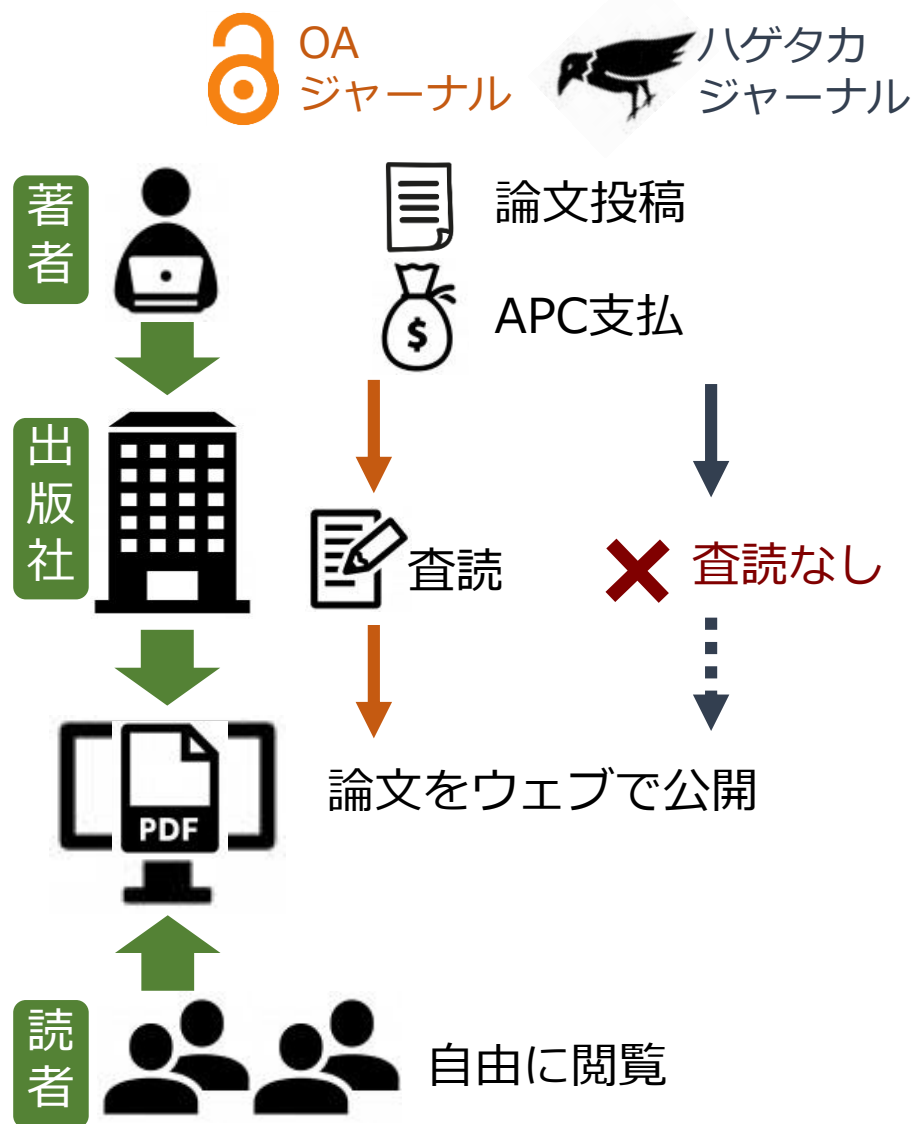 OA
ジャーナル
ハゲタカ
ジャーナル
著者
論文投稿
$
APC支払
出版社
査読
査読なし
PDF
論文をウェブで公開
読者
自由に閲覧